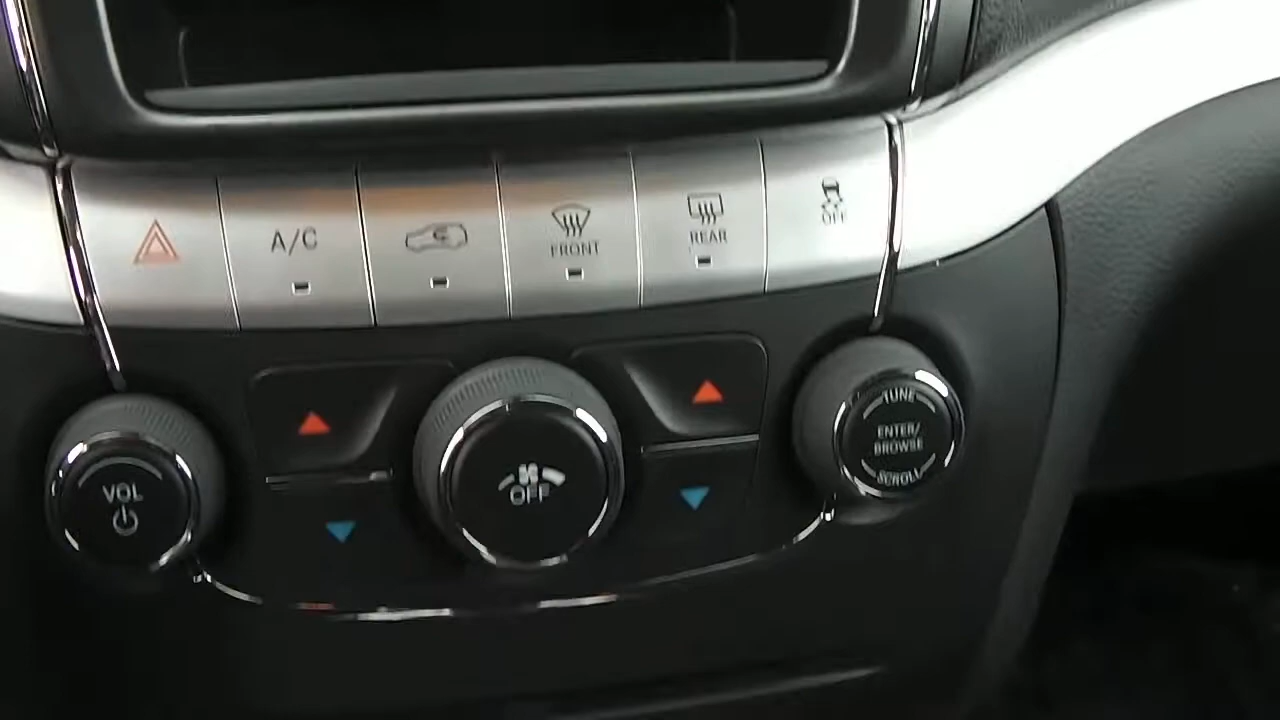 A/C
FRONT
REAR
OFF
VOL
OFF
TUNE
ENTER/
BROWSE
SCROLL